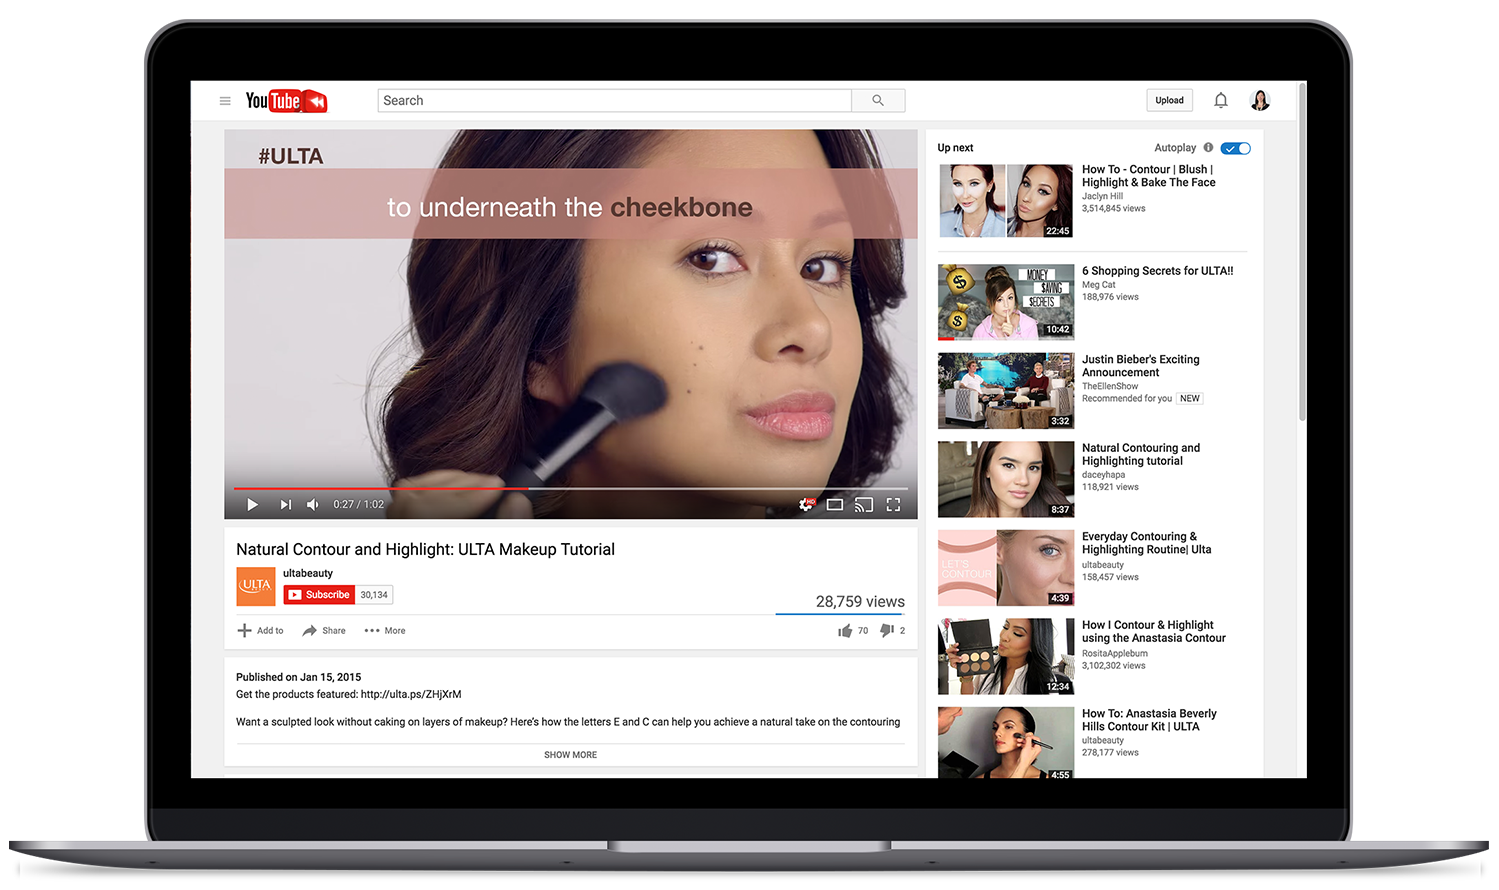 YouTube
Search
Upload
#ULTA
to underneath the cheekbone
0:27 / 1:02
HD
Natural Contour and Highlight: ULTA Makeup Tutorial
ULTA
ultabeauty
Subscribe 30,134
28,759 views
Add to Share More
70 2
Published on Jan 15, 2015
Get the products featured: http://ulta.ps/ZHjXrM
Want a sculpted look without caking on layers of makeup? Here's how the letters E and C can help you achieve a natural take on the contouring
SHOW MORE
Up next Autoplay
How To - Contour | Blush |
Highlight & Bake The Face
Jaclyn Hill
3,514,845 views
22:45
6 Shopping Secrets for ULTA!!
Meg Cat
188,976 views
MONEY
$AVING
$ECRETS
10:42
Justin Bieber's Exciting
Announcement
TheEllenShow
Recommended for you NEW
3:32
Natural Contouring and
Highlighting tutorial
daceyhapa
118,921 views
8:37
Everyday Contouring &
Highlighting Routine| Ulta
ultabeauty
158,457 views
LET'S
CONTOUR
4:39
How I Contour & Highlight
using the Anastasia Contour
RositaApplebum
3,102,302 views
12:34
How To: Anastasia Beverly
Hills Contour Kit | ULTA
ultabeauty
278,177 views
4:55